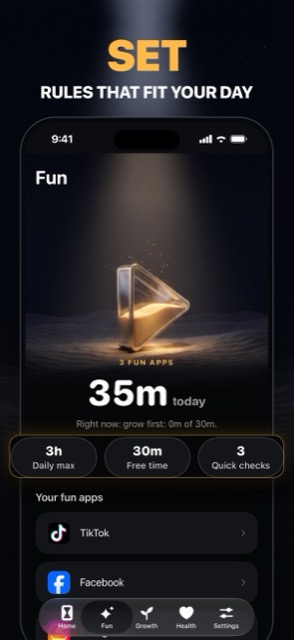 SET
RULES THAT FIT YOUR DAY
9:41
Fun
3 FUN APPS
35m today
Right now: grow first: 0m of 30m.
3h
Daily max
30m
Free time
3
Quick checks
Your fun apps
TikTok
Facebook
Home
Fun
Growth
Health
Settings